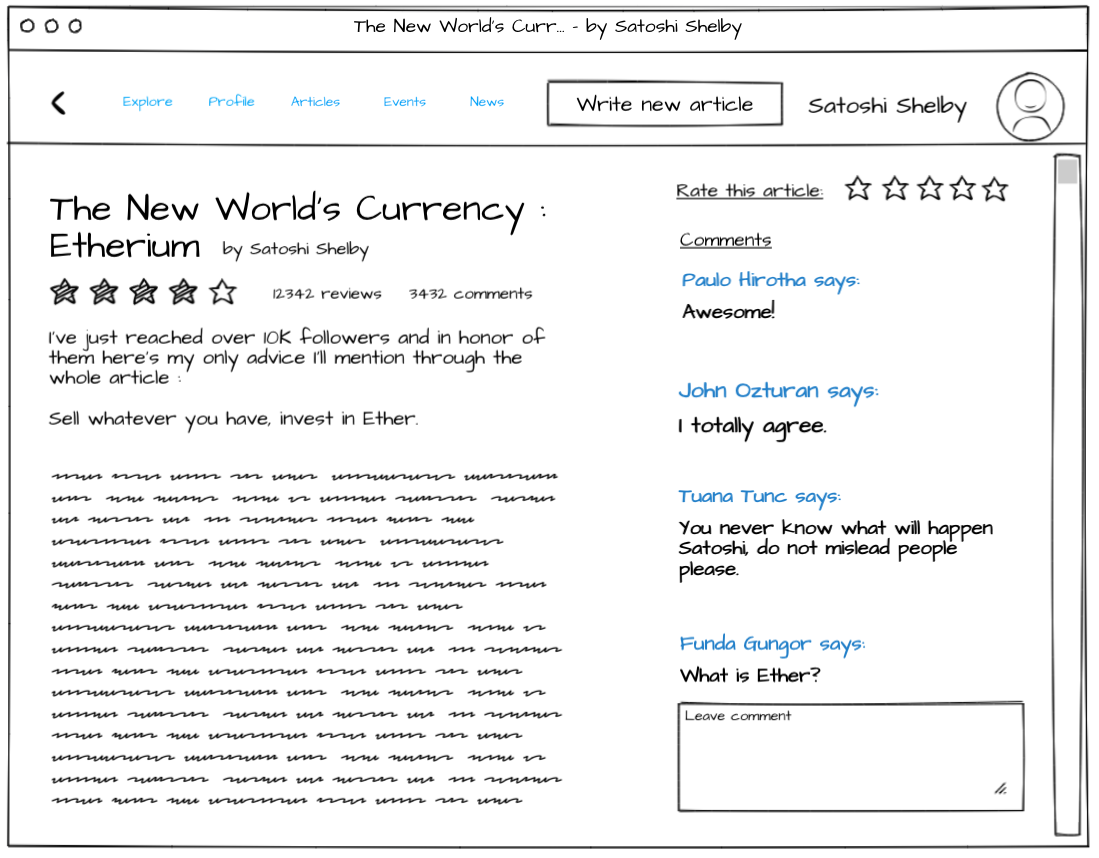 The New World's Curr... - by Satoshi Shelby
Explore Profile Articles Events News Write new article Satoshi Shelby
The New World's Currency :
Etherium by Satoshi Shelby
12342 reviews 3432 comments
I've just reached over 10K followers and in honor of
them here's my only advice I'll mention through the
whole article :
Sell whatever you have, invest in Ether.
Rate this article:
Comments
Paulo Hirotha says:
Awesome!
John Ozturan says:
I totally agree.
Tuana Tunc says:
You never know what will happen
Satoshi, do not mislead people
please.
Funda Gungor says:
What is Ether?
Leave comment